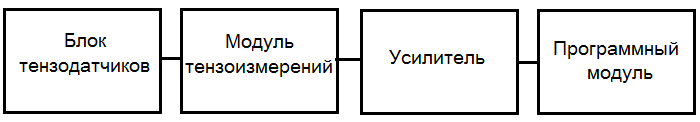 Блок
тензодатчиков
Модуль
тензоизмерений
Усилитель
Программный
модуль